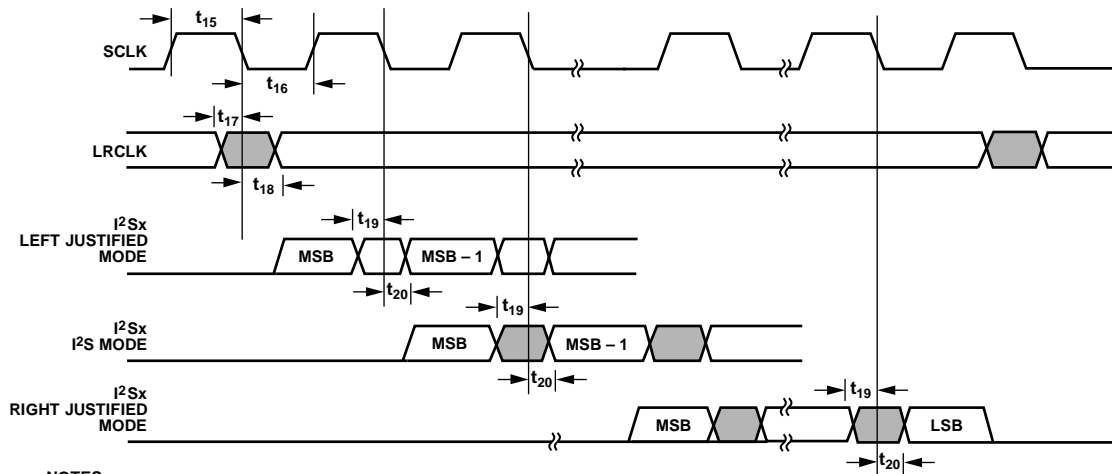 t15
SCLK
t16
t17
LRCLK
t18
I2Sx
LEFT JUSTIFIED
MODE
t19
MSB
MSB – 1
t20
I2Sx
I2S MODE
t19
MSB
MSB – 1
t20
I2Sx
RIGHT JUSTIFIED
MODE
t19
MSB
LSB
t20
NOTES